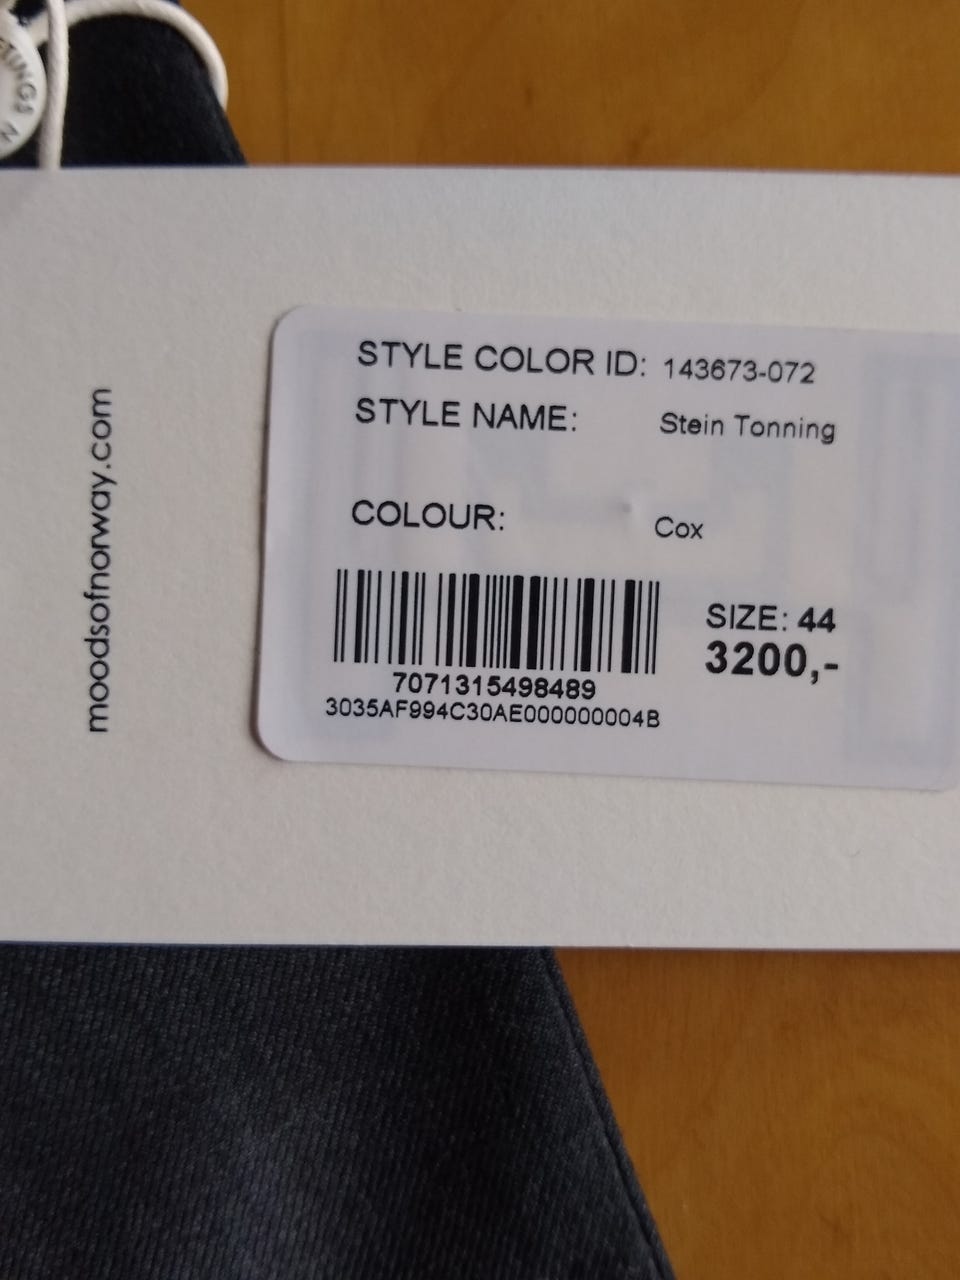 moodsofnorway.com
STYLE COLOR ID: 143673-072
STYLE NAME: Stein Tonning
COLOUR: Cox
SIZE: 44
3200,-
7071315498489
3035AF994C30AE000000004B